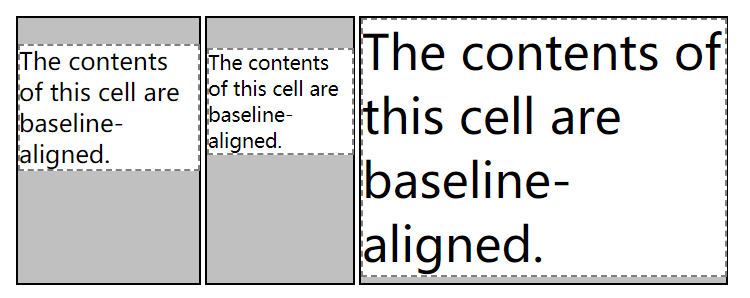 The contents
of this cell are
baseline-
aligned.
The contents
of this cell are
baseline-
aligned.
The contents of
this cell are
baseline-
aligned.